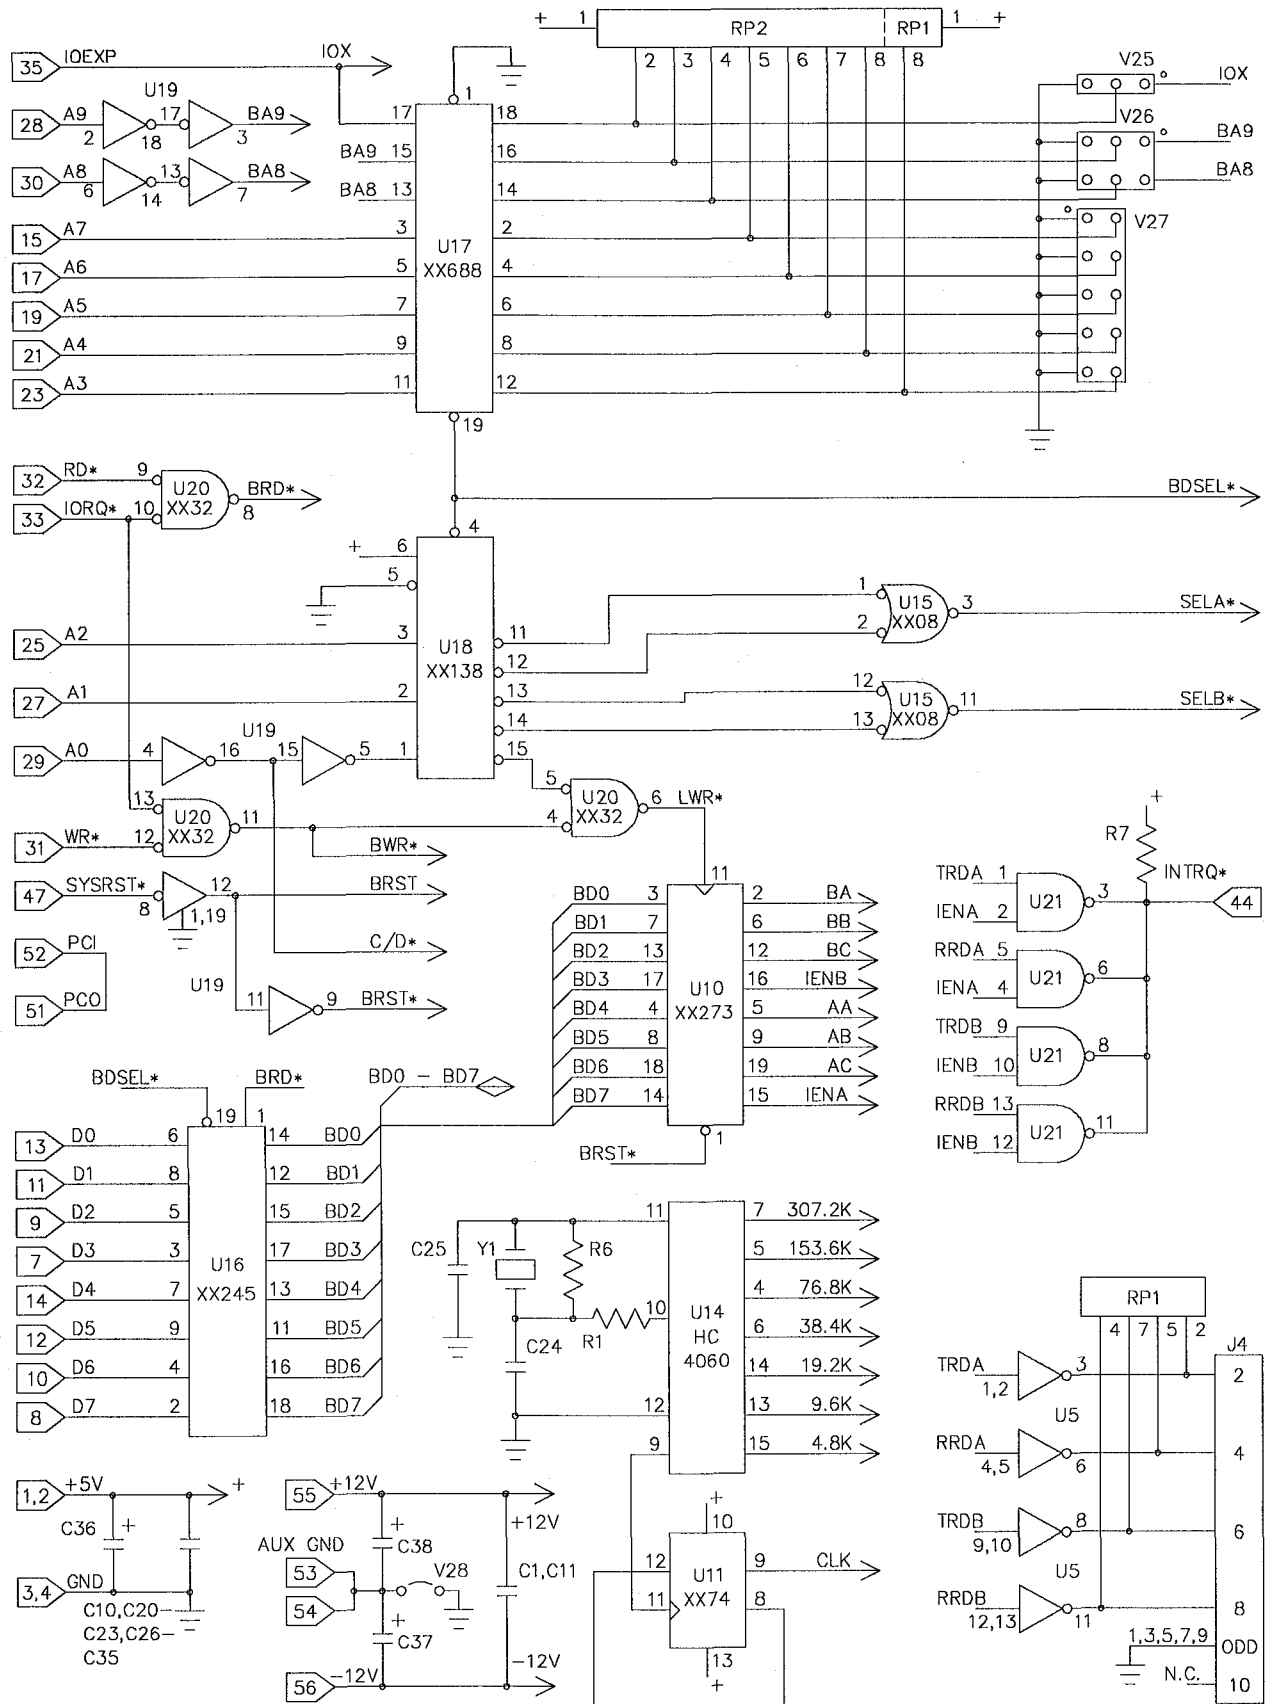 + 1 RP2 RP1 1 +
2 3 4 5 6 7 8 8
35 IOEXP IOX
1
V25
IOX
U19
28 A9 2 18 17 3 BA9
17 18
V26
BA9
BA9 15 16
30 A8 6 14 13 7 BA8
BA8
BA8 13 14
15 A7 3 2
V27
U17
XX688
17 A6 5 4
19 A5 7 6
21 A4 9 8
23 A3 11 12
19
32 RD* 9
U20
XX32
BRD*
8
33 IORQ* 10
BDSEL*
4
+ 6
5
1
2
U15
XX08
3 SELA*
25 A2 3
U18
XX138
11
12
27 A1 2
13
14
15
12
13
U15
XX08
11 SELB*
U19
29 A0 4 16 15 5 1
5
4
U20
XX32
6 LWR*
13
U20
XX32
11
31 WR* 12
BWR*
47 SYSRST* 8 12 BRST
1,19
C/D*
52 PCI
51 PCO
U19
11 9 BRST*
11
BD0 3 2 BA
BD1 7 6 BB
BD2 13 12 BC
BD3 17 16 IENB
U10
XX273
BD4 4 5 AA
BD5 8 9 AB
BD6 18 19 AC
BD7 14 15 IENA
1
BRST*
+
R7
INTRQ*
44
TRDA 1
IENA 2
U21 3
RRDA 5
IENA 4
U21 6
TRDB 9
IENB 10
U21 8
RRDB 13
IENB 12
U21 11
BDSEL* BRD* BD0 - BD7
19 1
13 D0 6 14 BD0
11 D1 8 12 BD1
9 D2 5 15 BD2
7 D3 3 17 BD3
U16
XX245
14 D4 7 13 BD4
12 D5 9 11 BD5
10 D6 4 16 BD6
8 D7 2 18 BD7
C25 Y1 R6
C24 R1
11 7 307.2K
5 153.6K
4 76.8K
10
U14
HC
4060
6 38.4K
14 19.2K
12 13 9.6K
9 15 4.8K
RP1
4 7 5 2
J4
TRDA 1,2 3 2
U5
RRDA 4,5 6 4
TRDB 9,10 8 6
U5
RRDB 12,13 11 8
1,3,5,7,9 ODD
N.C. 10
1,2 +5V +
C36 +
3,4 GND
C10,C20-
C23,C26-
C35
55 +12V
+12V
AUX GND
+
C38
53
54
V28
C1,C11
+
C37
56 -12V
-12V
+
10
12 9 CLK
U11
XX74
11 8
13
+